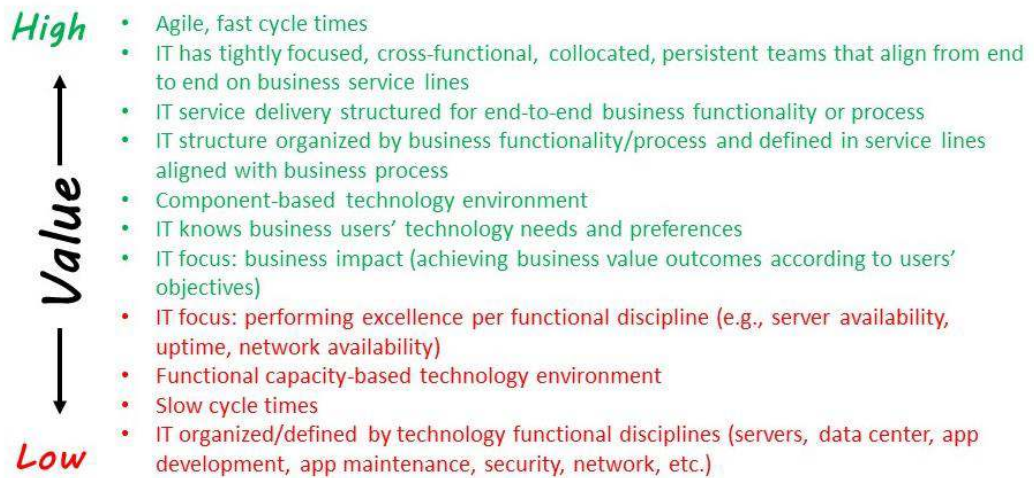 High
Value
Low
• Agile, fast cycle times
• IT has tightly focused, cross-functional, collocated, persistent teams that align from end
to end on business service lines
• IT service delivery structured for end-to-end business functionality or process
• IT structure organized by business functionality/process and defined in service lines
aligned with business process
• Component-based technology environment
• IT knows business users’ technology needs and preferences
• IT focus: business impact (achieving business value outcomes according to users’
objectives)
• IT focus: performing excellence per functional discipline (e.g., server availability,
uptime, network availability)
• Functional capacity-based technology environment
• Slow cycle times
• IT organized/defined by technology functional disciplines (servers, data center, app
development, app maintenance, security, network, etc.)